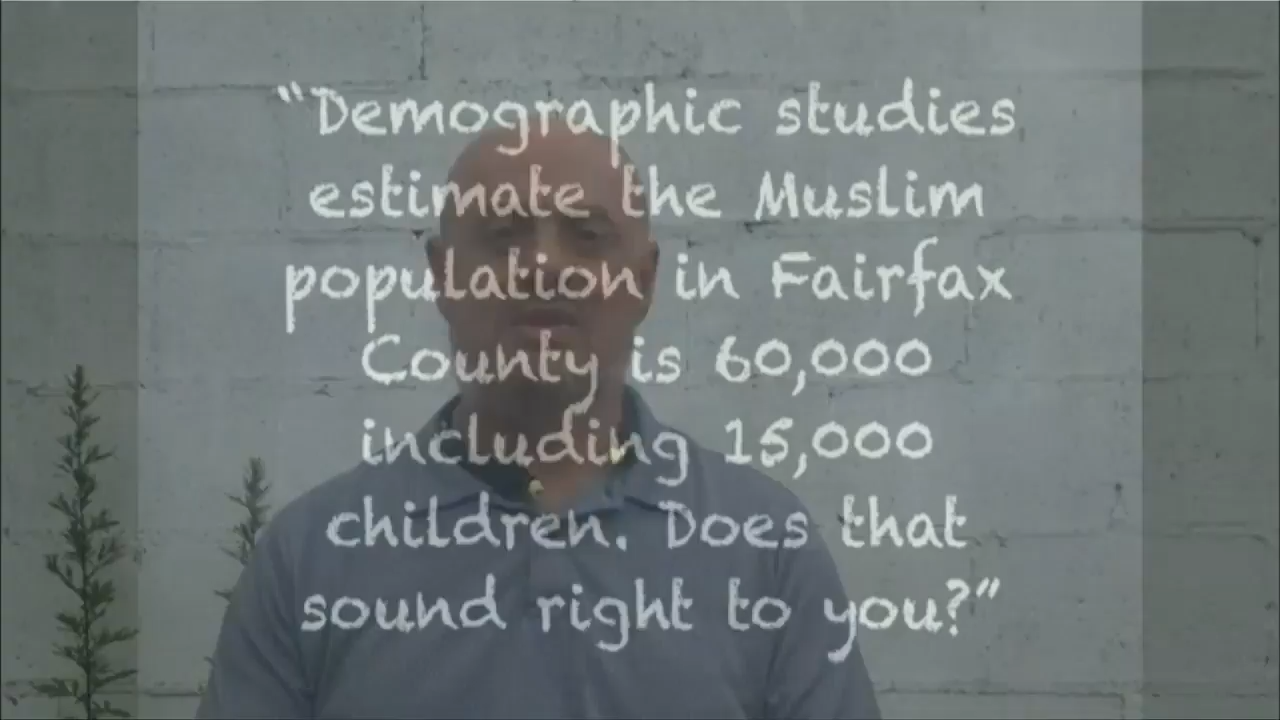 “Demographic studies
estimate the Muslim
population in Fairfax
County is 60,000
including 15,000
children. Does that
sound right to you?”